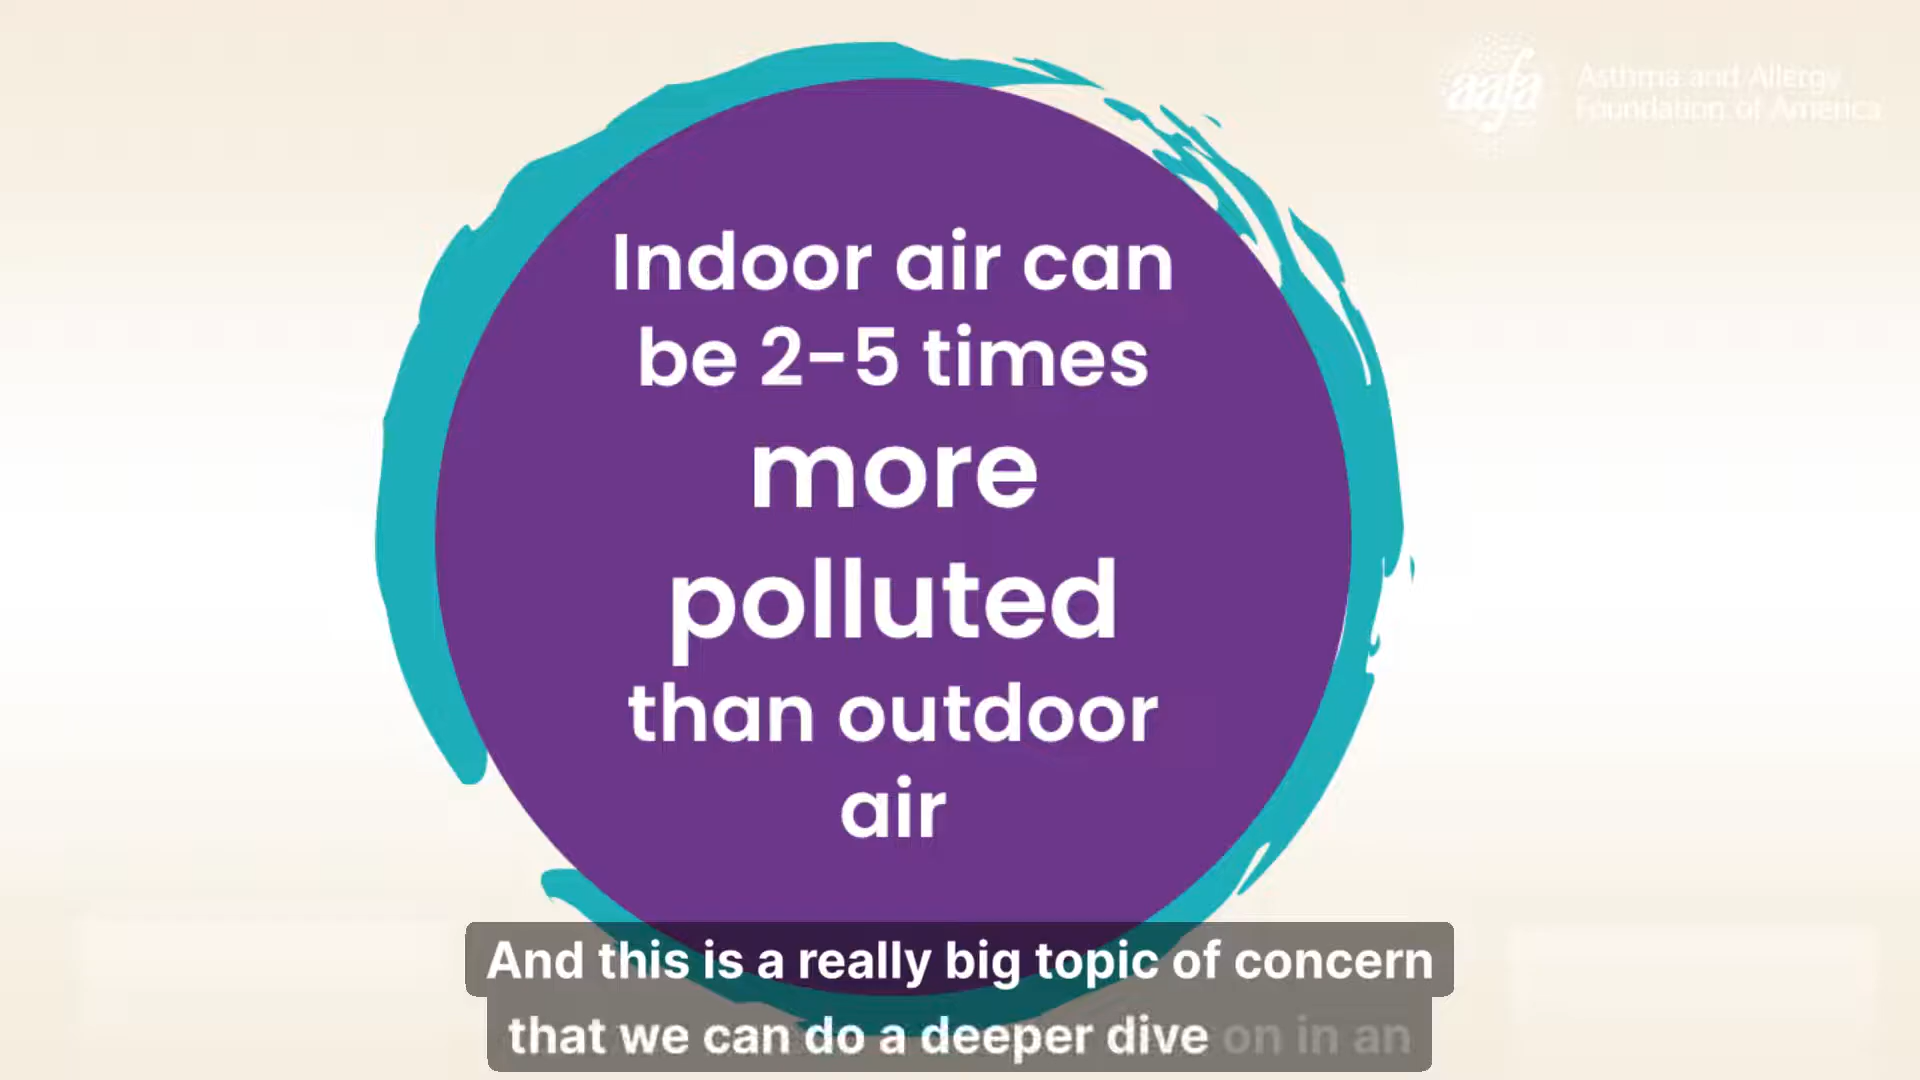 aafa
Asthma and Allergy
Foundation of America
Indoor air can
be 2-5 times
more
polluted
than outdoor
air
And this is a really big topic of concern
that we can do a deeper dive on in an